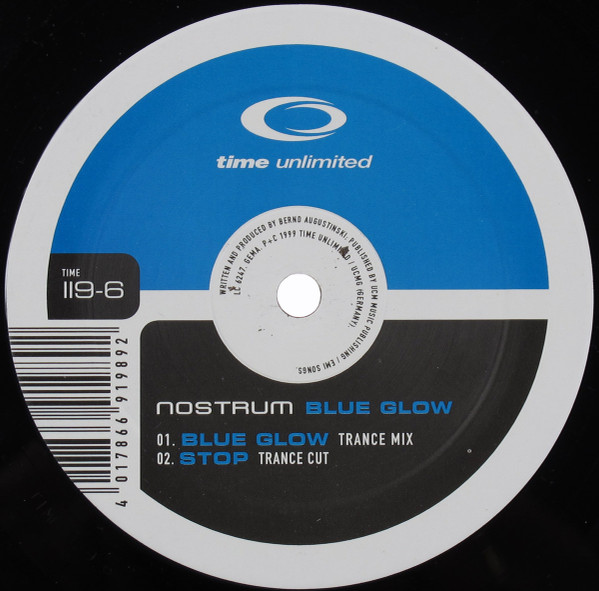 time unlimited
WRITTEN AND PRODUCED BY BERND AUGUSTINSKI, PUBLISHED BY UCM MUSIC PUBLISHING / EMI SONGS.
LC 6247. GEMA. P+C 1999 TIME UNLIMITED / UCMG (GERMANY).
TIME
119-6
NOSTRUM BLUE GLOW
01. BLUE GLOW TRANCE MIX
02. STOP TRANCE CUT
4 017866 919892